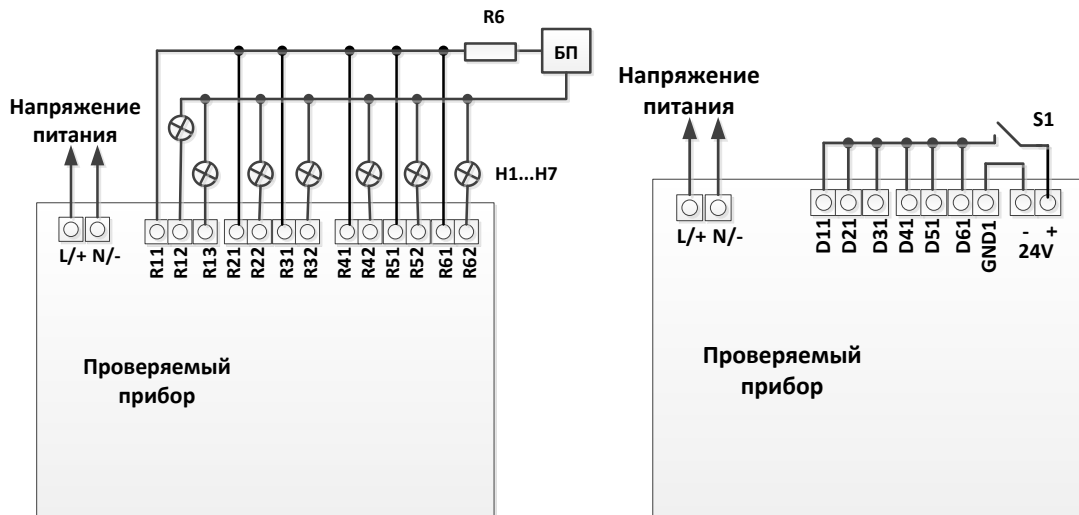 R6
БП
Напряжение
питания
H1...H7
L/+ N/-
R11
R12
R13
R21
R22
R31
R32
R41
R42
R51
R52
R61
R62
Проверяемый
прибор
Напряжение
питания
S1
L/+ N/-
D11
D21
D31
D41
D51
D61
GND1
- +
24V
Проверяемый
прибор